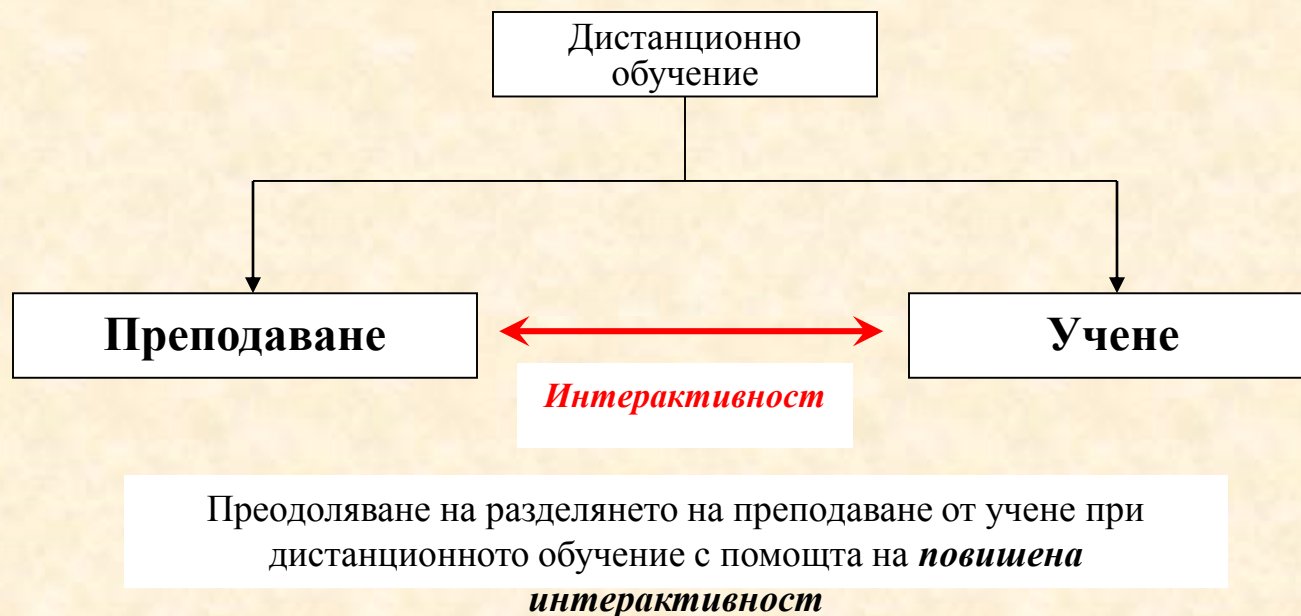 Дистанционно
обучение
Преподаване
Учене
Интерактивност
Преодоляване на разделянето на преподаване от учене при
дистанционното обучение с помощта на повишена
интерактивност